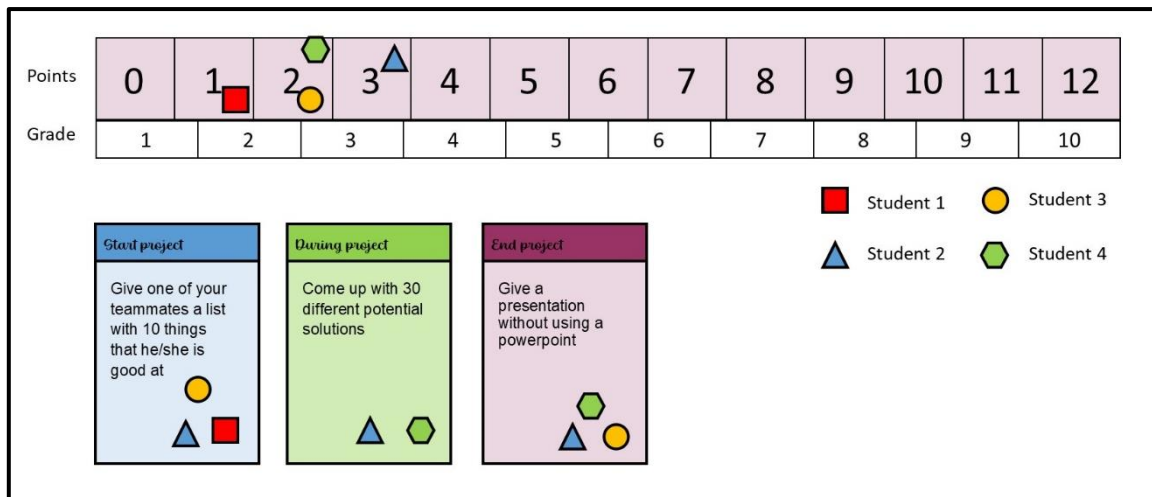 Points 0 1 2 3 4 5 6 7 8 9 10 11 12
Grade 1 2 3 4 5 6 7 8 9 10
Student 1 Student 3
Student 2 Student 4
Start project
Give one of your
teammates a list
with 10 things
that he/she is
good at
During project
Come up with 30
different potential
solutions
End project
Give a
presentation
without using a
powerpoint